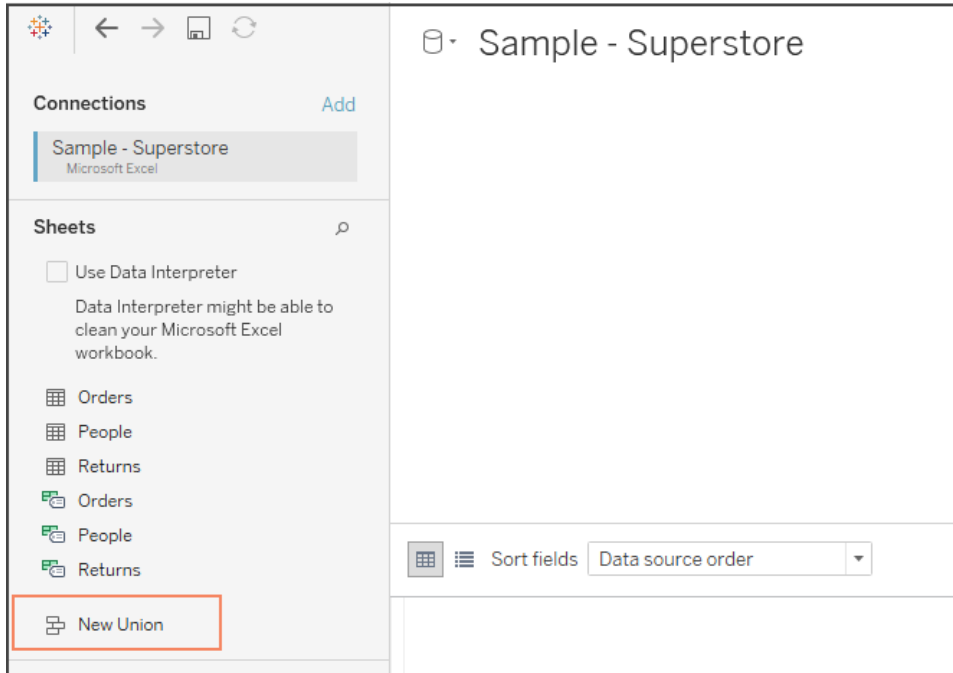 Sample - Superstore
Connections
Add
Sample - Superstore
Microsoft Excel
Sheets
Use Data Interpreter
Data Interpreter might be able to
clean your Microsoft Excel
workbook.
Orders
People
Returns
Orders
People
Returns
New Union
Sort fields
Data source order